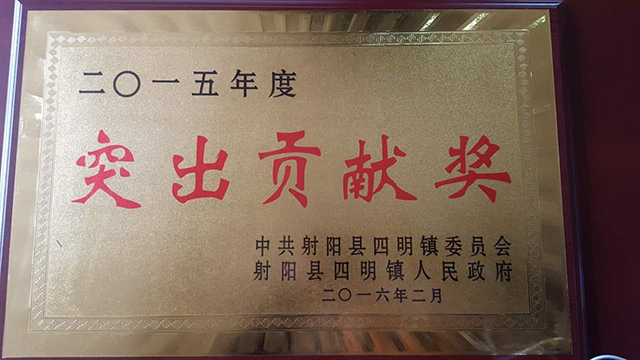 二〇一五年度
突出贡献奖
中共射阳县四明镇委员会
射阳县四明镇人民政府
二〇一六年二月